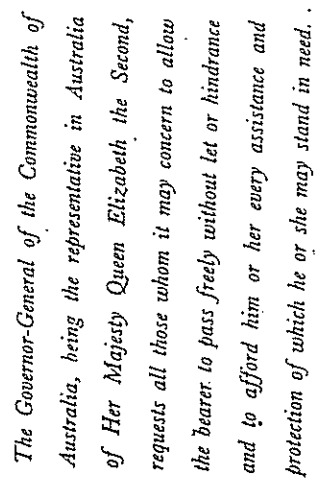 The Governor-General of the Commonwealth of
Australia, being the representative in Australia
of Her Majesty Queen Elizabeth the Second,
requests all those whom it may concern to allow
the bearer to pass freely without let or hindrance
and to afford him or her every assistance and
protection of which he or she may stand in need.